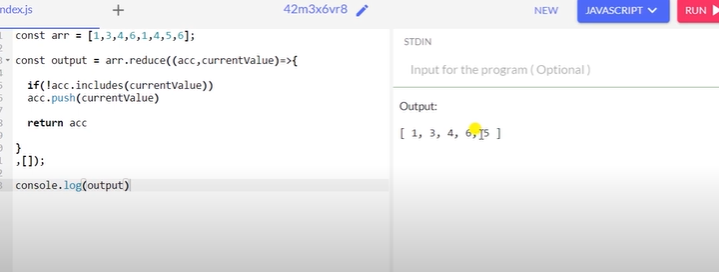 ndex.js
+
42m3x6vr8
NEW
JAVASCRIPT
RUN
const arr = [1,3,4,6,1,4,5,6];
const output = arr.reduce((acc,currentValue)=>{
if(!acc.includes(currentValue))
acc.push(currentValue)
return acc
}
,[]);
console.log(output)
STDIN
Input for the program ( Optional )
Output:
[ 1, 3, 4, 6, 5 ]